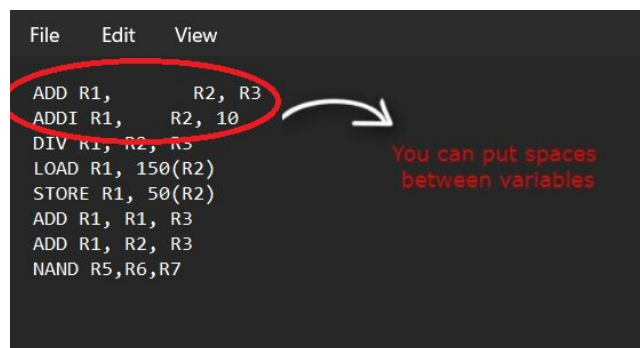 File Edit View
ADD R1, R2, R3
ADDI R1, R2, 10
DIV R1, R2, R3
LOAD R1, 150(R2)
STORE R1, 50(R2)
ADD R1, R1, R3
ADD R1, R2, R3
NAND R5,R6,R7
You can put spaces
between variables